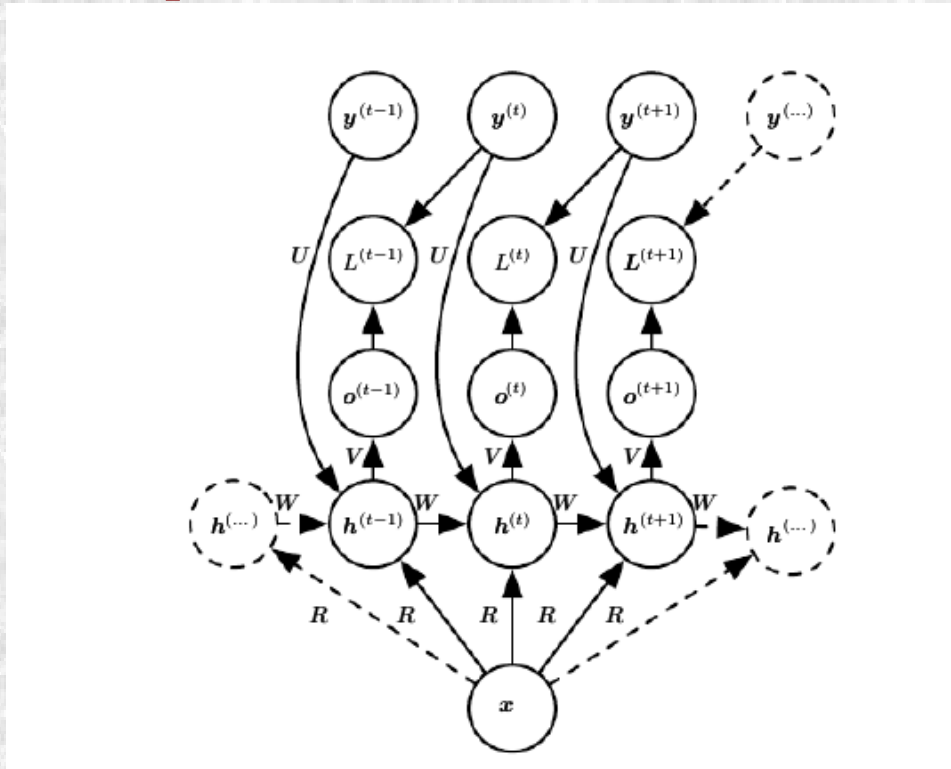 y^(t−1) y^(t) y^(t+1) y^(...)
U L^(t−1) U L^(t) U L^(t+1)
o^(t−1) o^(t) o^(t+1)
V V V
W W W W
h^(...) h^(t−1) h^(t) h^(t+1) h^(...)
R R R R R
x